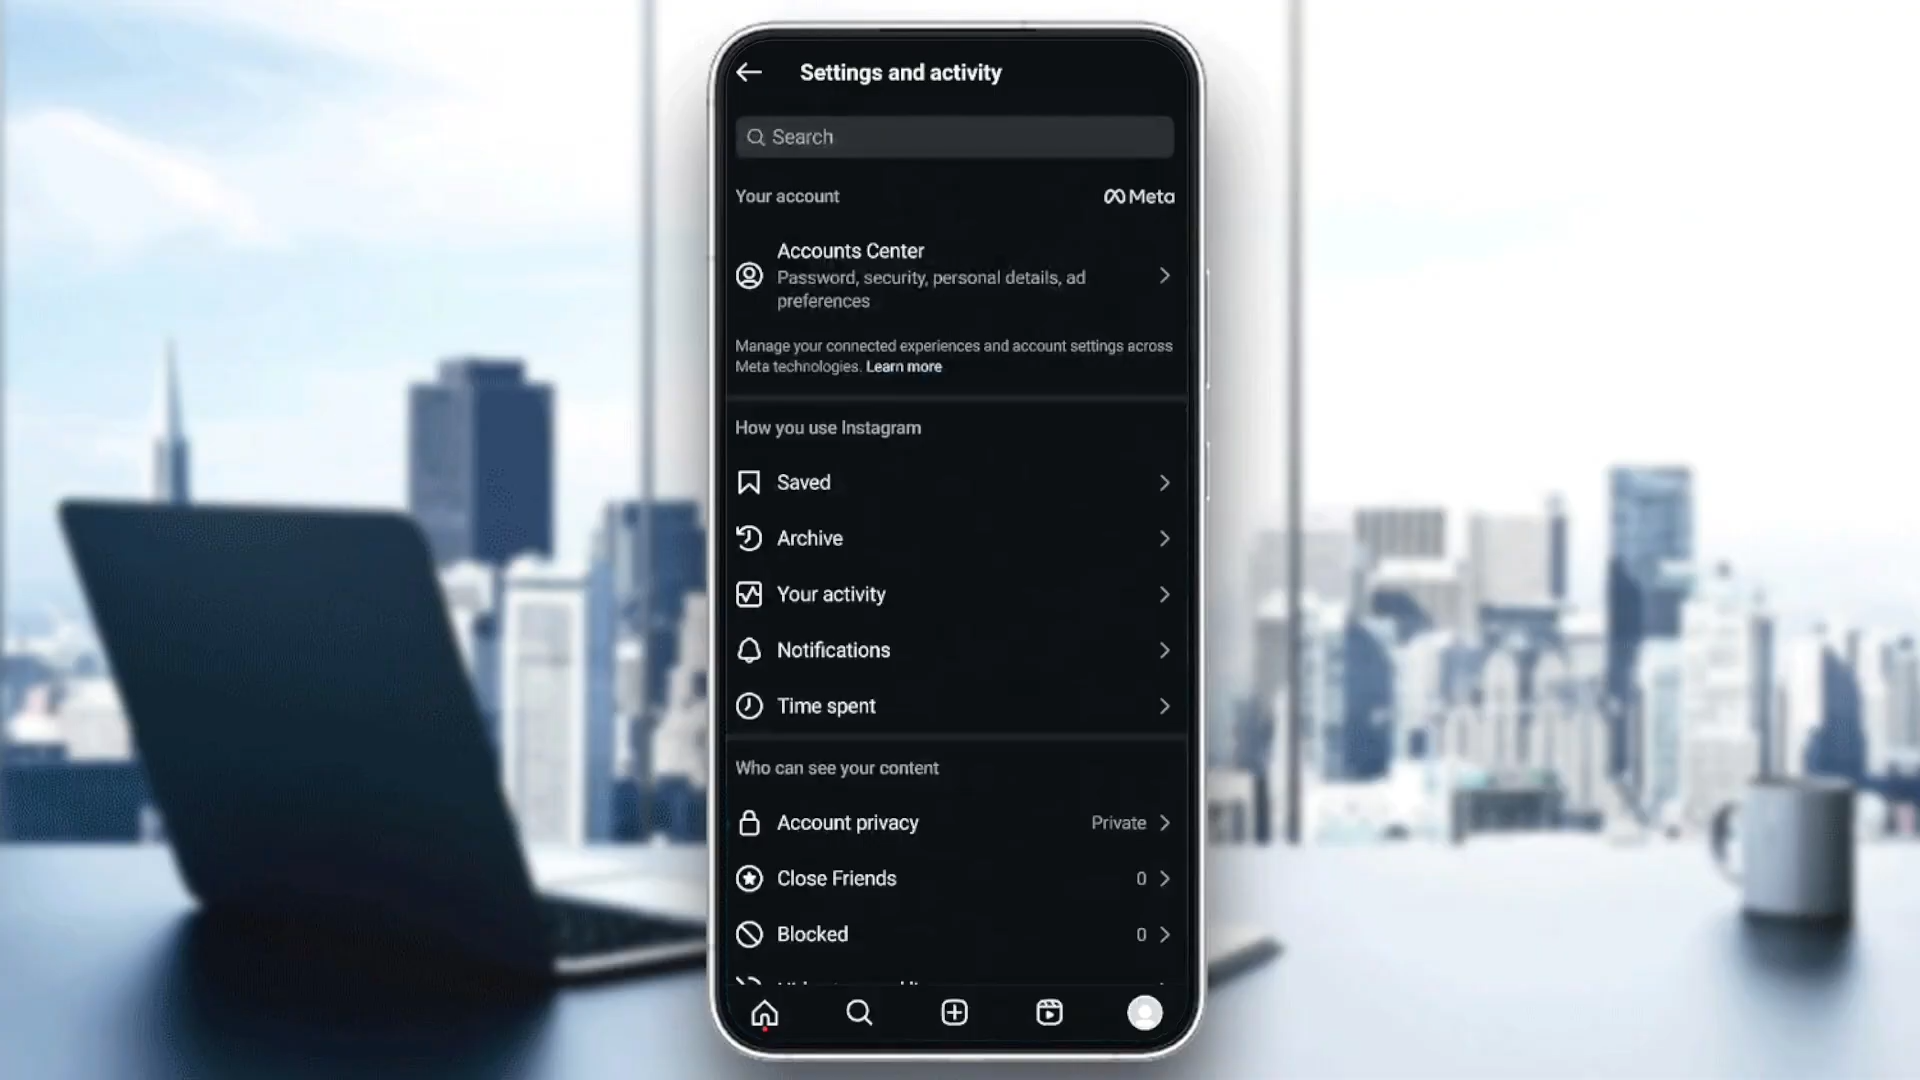 Settings and activity
Search
Your account
Meta
Accounts Center
Password, security, personal details, ad
preferences
Manage your connected experiences and account settings across
Meta technologies. Learn more
How you use Instagram
Saved
Archive
Your activity
Notifications
Time spent
Who can see your content
Account privacy Private
Close Friends 0
Blocked 0